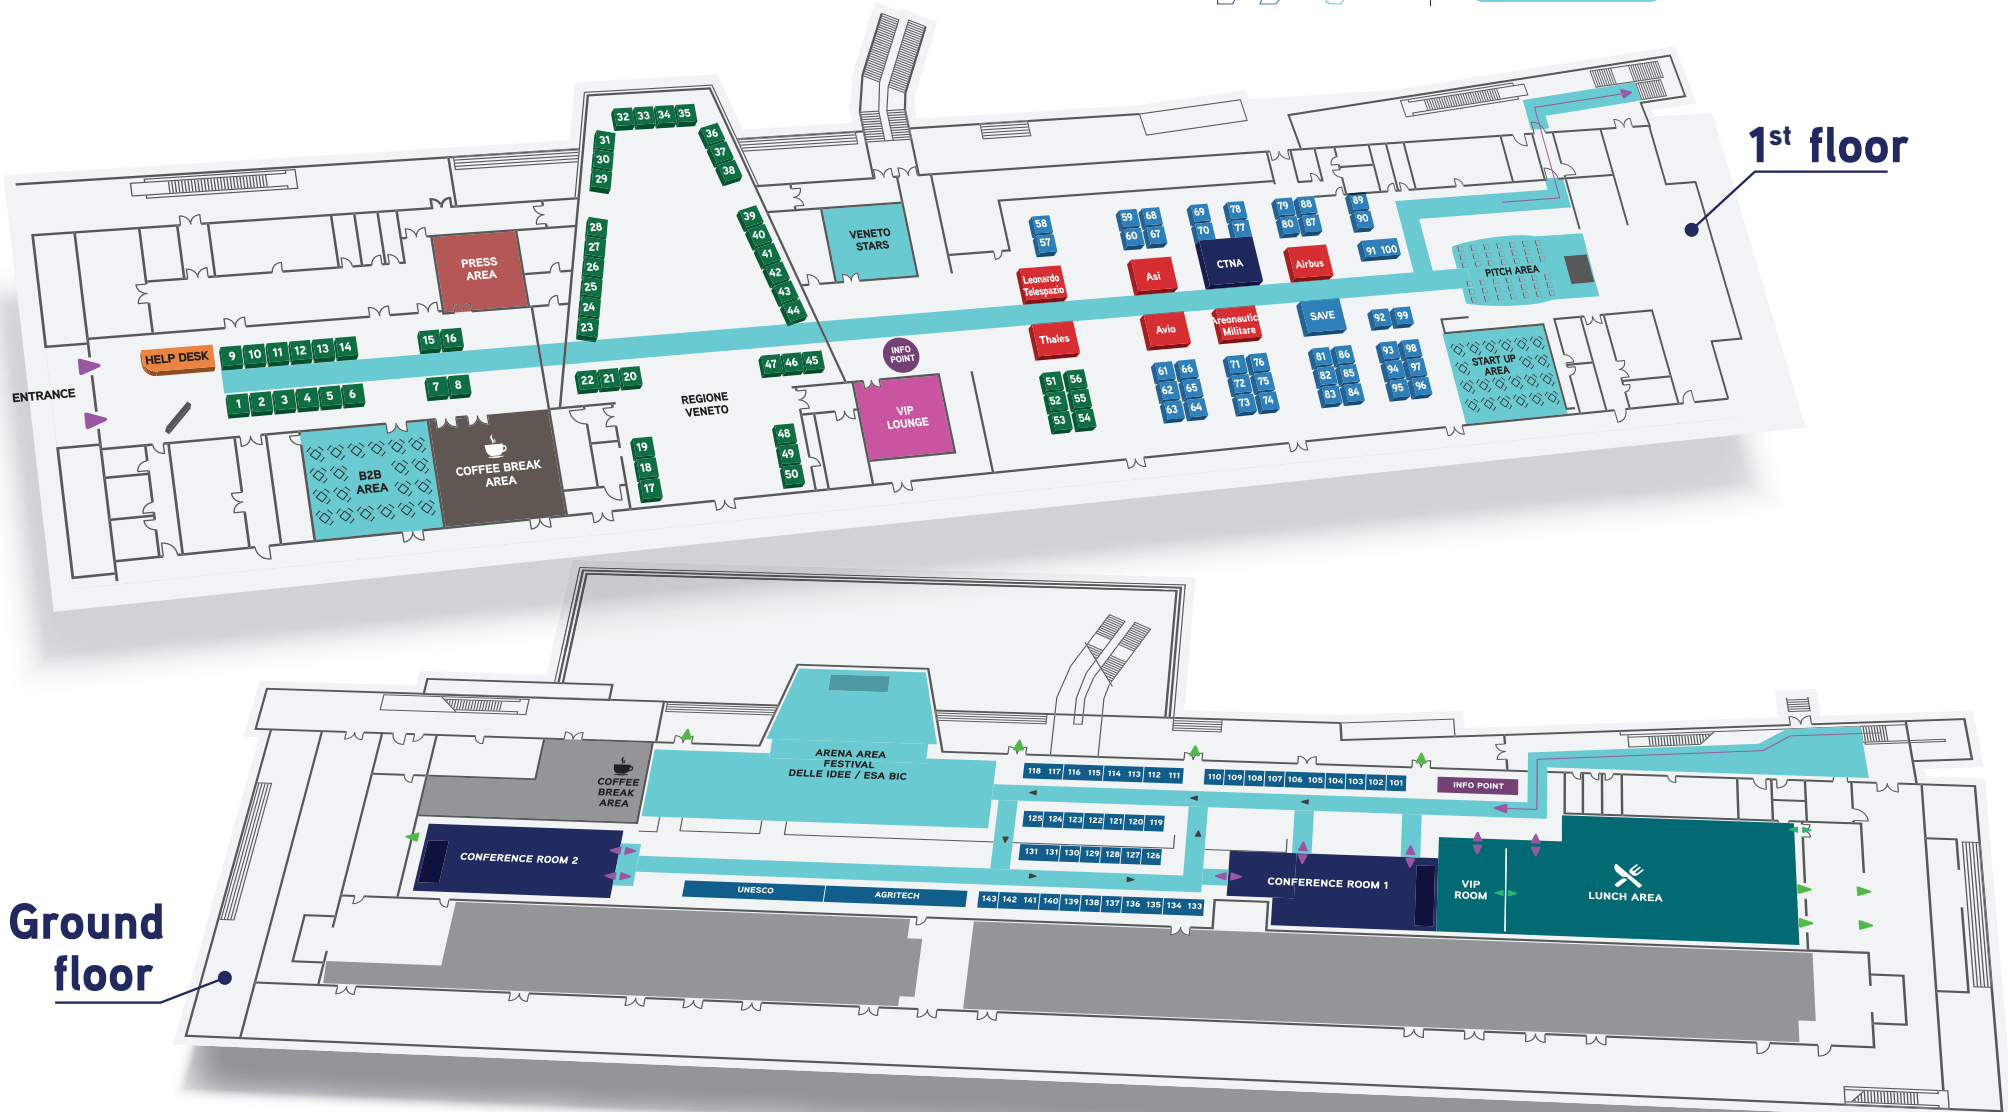 1st floor
32 33 34 35
31
30
29
36
37
38
28
27
26
25
24
23
39
40
41
42
43
44
PRESS
AREA
VENETO
STARS
58
57
59 68
60 67
69 78
70 77
79 88
80 87
89
90
91 100
Leonardo
Telespazio
Asi
CTNA
Airbus
PITCH AREA
HELP DESK
9 10 11 12 13 14
15 16
ENTRANCE
1 2 3 4 5 6
7 8
22 21 20
47 46 45
INFO
POINT
Thales
Avio
Areonautica
Militare
SAVE
92 99
REGIONE
VENETO
VIP
LOUNGE
51 56
52 55
53 54
61 66
62 65
63 64
71 76
72 75
73 74
81 86
82 85
83 84
93 98
94 97
95 96
START UP
AREA
B2B
AREA
COFFEE BREAK
AREA
19
18
17
48
49
50
Ground
floor
ARENA AREA
FESTIVAL
DELLE IDEE / ESA BIC
COFFEE
BREAK
AREA
118 117 116 115 114 113 112 111
110 109 108 107 106 105 104 103 102 101
INFO POINT
125 124 123 122 121 120 119
131 131 130 129 128 127 126
CONFERENCE ROOM 2
UNESCO
AGRITECH
143 142 141 140 139 138 137 136 135 134 133
CONFERENCE ROOM 1
VIP
ROOM
LUNCH AREA